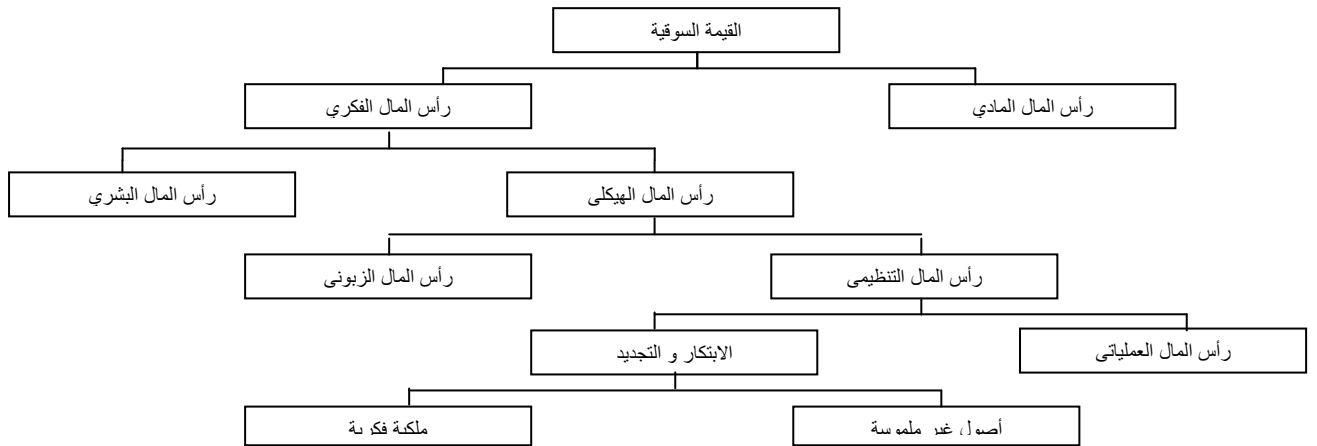 القيمة السوقية
رأس المال المادي
رأس المال الفكري
رأس المال الهيكلى
رأس المال البشري
رأس المال التنظيمى
رأس المال الزبونى
رأس المال العملياتى
الابتكار و التجديد
أصول غير ملموسة
ملكية فكرية